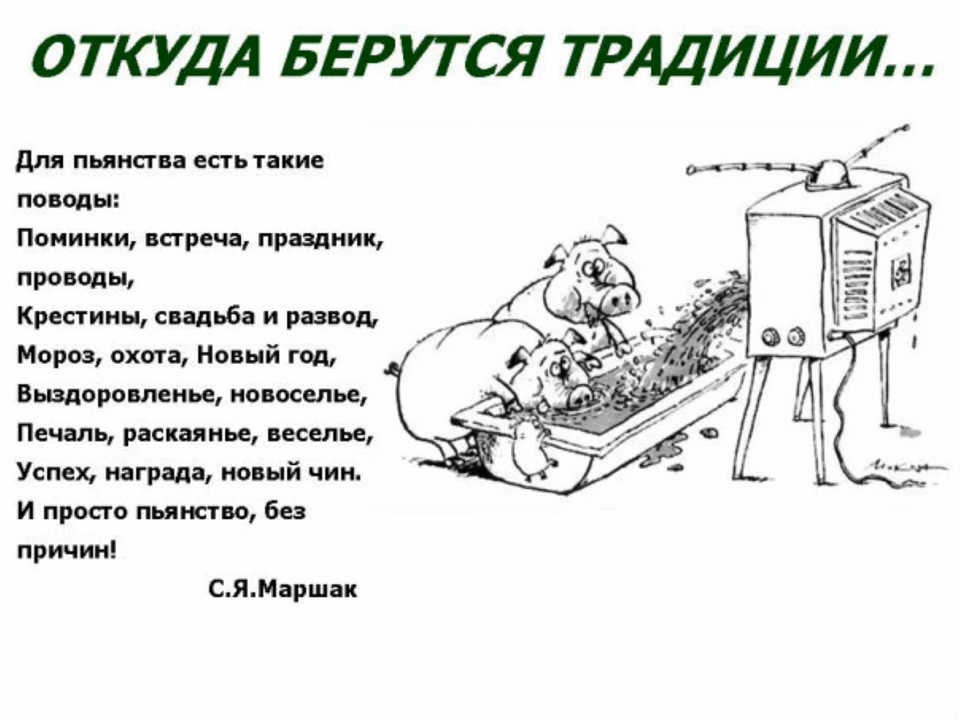 ОТКУДА БЕРУТСЯ ТРАДИЦИИ...
Для пьянства есть такие
поводы:
Поминки, встреча, праздник,
проводы,
Крестины, свадьба и развод,
Мороз, охота, Новый год,
Выздоровленье, новоселье,
Печаль, раскаянье, веселье,
Успех, награда, новый чин.
И просто пьянство, без
причин!
С.Я.Маршак